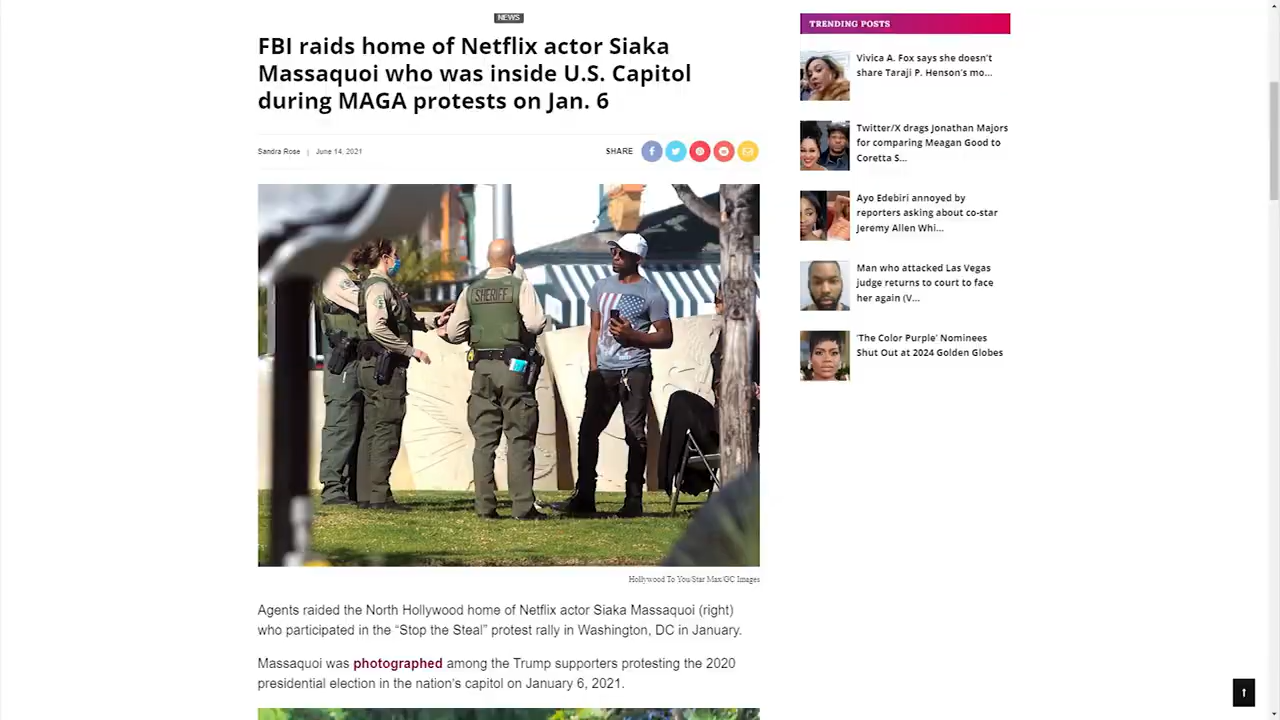 NEWS
FBI raids home of Netflix actor Siaka
Massaquoi who was inside U.S. Capitol
during MAGA protests on Jan. 6
Sandra Rose | June 14, 2021
SHARE
SHERIFF
Hollywood To You/Star Max/GC Images
Agents raided the North Hollywood home of Netflix actor Siaka Massaquoi (right)
who participated in the “Stop the Steal” protest rally in Washington, DC in January.
Massaquoi was photographed among the Trump supporters protesting the 2020
presidential election in the nation's capitol on January 6, 2021.
TRENDING POSTS
Vivica A. Fox says she doesn't
share Taraji P. Henson's mo...
Twitter/X drags Jonathan Majors
for comparing Meagan Good to
Coretta S...
Ayo Edebiri annoyed by
reporters asking about co-star
Jeremy Allen Whi...
Man who attacked Las Vegas
judge returns to court to face
her again (V...
'The Color Purple' Nominees
Shut Out at 2024 Golden Globes